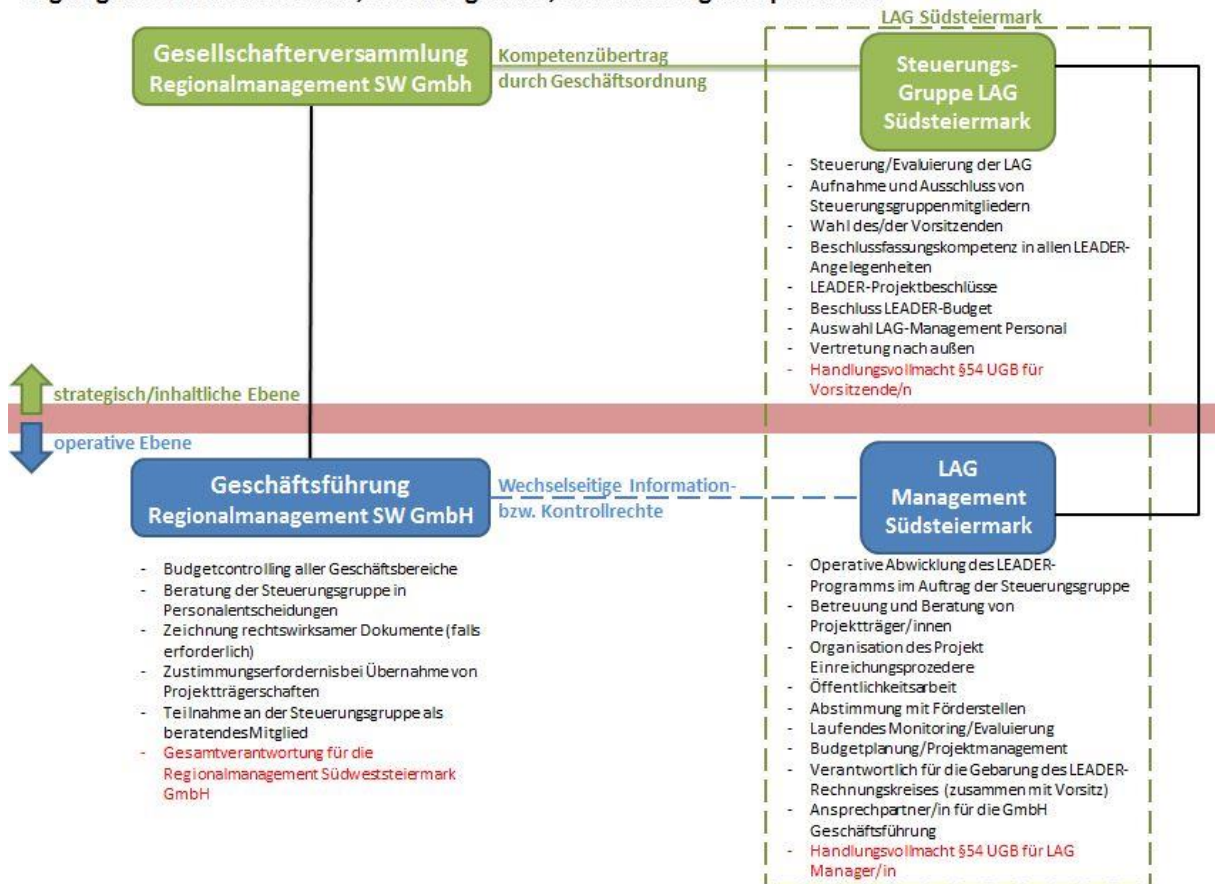 LAG Südsteiermark
Gesellschafterversammlung
Regionalmanagement SW Gmbh
Kompetenzübertrag
durch Geschäftsordnung
Steuerungs-
Gruppe LAG
Südsteiermark
- Steuerung/Evaluierung der LAG
- Aufnahme und Ausschluss von
Steuerungsgruppenmitgliedern
- Wahl des/der Vorsitzenden
- Beschlussfassungskompetenz in allen LEADER-
Angelegenheiten
- LEADER-Projektbeschlüsse
- Beschluss LEADER-Budget
- Auswahl LAG-Management Personal
- Vertretung nach außen
- Handlungsvollmacht §54 UGB für
Vorsitzende/n
strategisch/inhaltliche Ebene
operative Ebene
Geschäftsführung
Regionalmanagement SW GmbH
Wechselseitige Information-
bzw. Kontrollrechte
LAG
Management
Südsteiermark
- Budgetcontrolling aller Geschäftsbereiche
- Beratung der Steuerungsgruppe in
Personalentscheidungen
- Zeichnung rechtswirksamer Dokumente (falls
erforderlich)
- Zustimmungserfordernis bei Übernahme von
Projektträgerschaften
- Teilnahme an der Steuerungsgruppe als
beratendes Mitglied
- Gesamtverantwortung für die
Regionalmanagement Südweststeiermark
GmbH
- Operative Abwicklung des LEADER-
Programms im Auftrag der Steuerungsgruppe
- Betreuung und Beratung von
Projektträger/innen
- Organisation des Projekt
Einreichungsprozedere
- Öffentlichkeitsarbeit
- Abstimmung mit Förderstellen
- Laufendes Monitoring/Evaluierung
- Budgetplanung/Projektmanagement
- Verantwortlich für die Gebarung des LEADER-
Rechnungskreises (zusammen mit Vorsitz)
- Ansprechpartner/in für die GmbH
Geschäftsführung
- Handlungsvollmacht §54 UGB für LAG
Manager/in